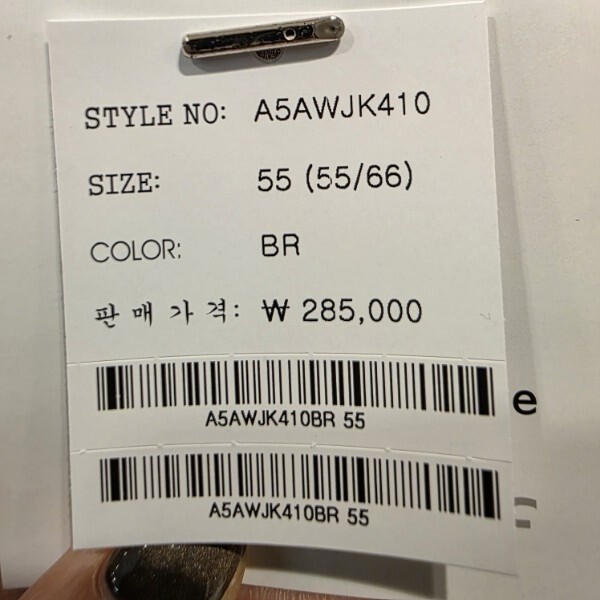 STYLE NO: A5AWJK410
SIZE: 55 (55/66)
COLOR: BR
판매가격: ₩ 285,000
A5AWJK410BR 55
A5AWJK410BR 55
e